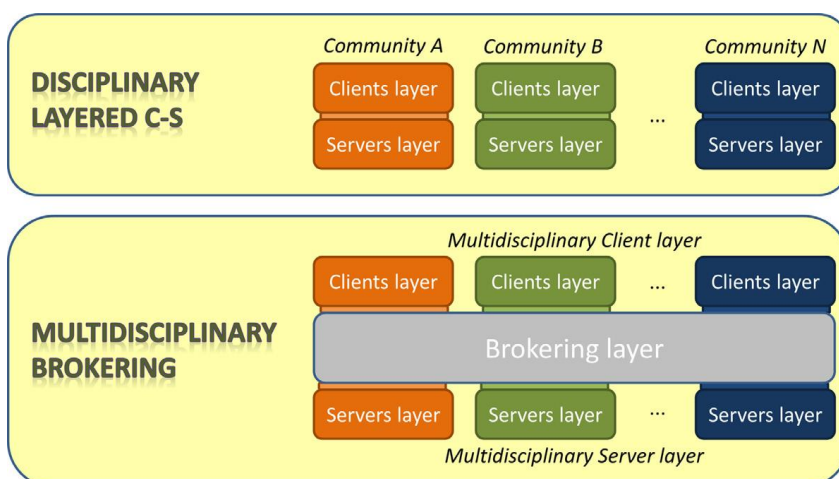 Community A Community B Community N
DISCIPLINARY
LAYERED C-S
Clients layer Clients layer ... Clients layer
Servers layer Servers layer Servers layer
Multidisciplinary Client layer
Clients layer Clients layer ... Clients layer
MULTIDISCIPLINARY
BROKERING
Brokering layer
Servers layer Servers layer ... Servers layer
Multidisciplinary Server layer